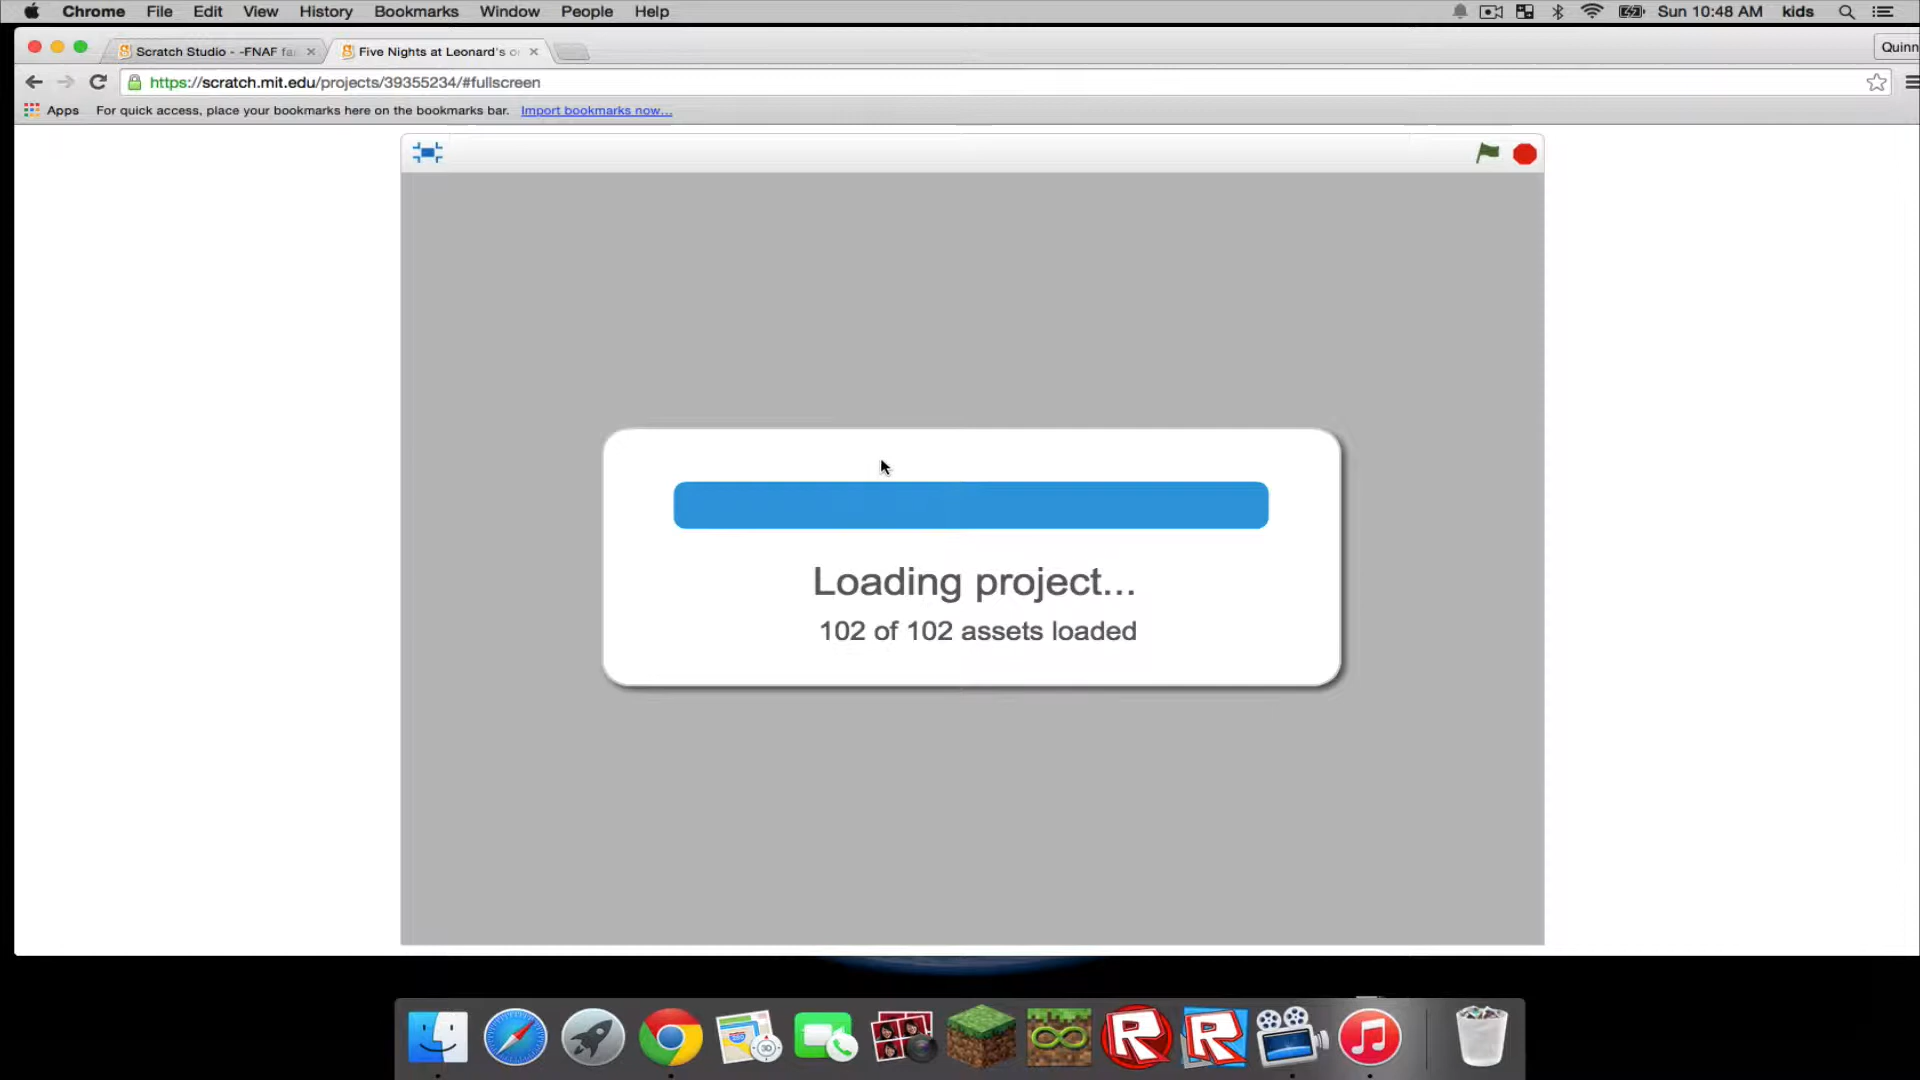 Chrome File Edit View History Bookmarks Window People Help Sun 10:48 AM kids
Scratch Studio - -FNAF fa Five Nights at Leonard's o Quinn
https://scratch.mit.edu/projects/39355234/#fullscreen
Apps For quick access, place your bookmarks here on the bookmarks bar. Import bookmarks now...
Loading project...
102 of 102 assets loaded